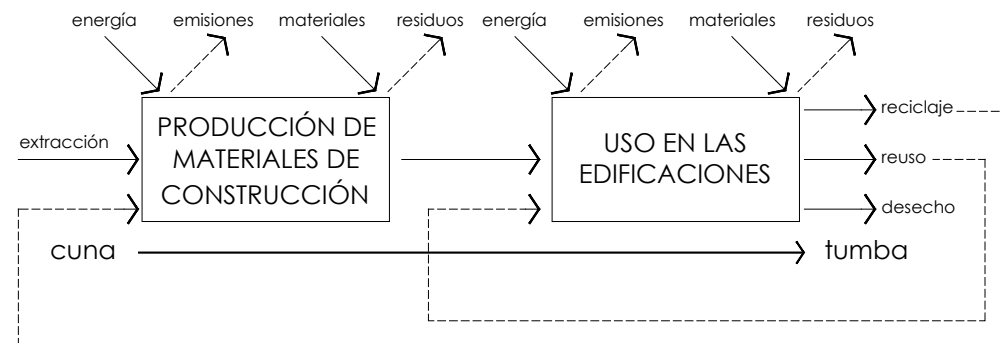 energía emisiones materiales residuos energía emisiones materiales residuos
extracción
PRODUCCIÓN DE
MATERIALES DE
CONSTRUCCIÓN
USO EN LAS
EDIFICACIONES
reciclaje
reuso
desecho
cuna
tumba